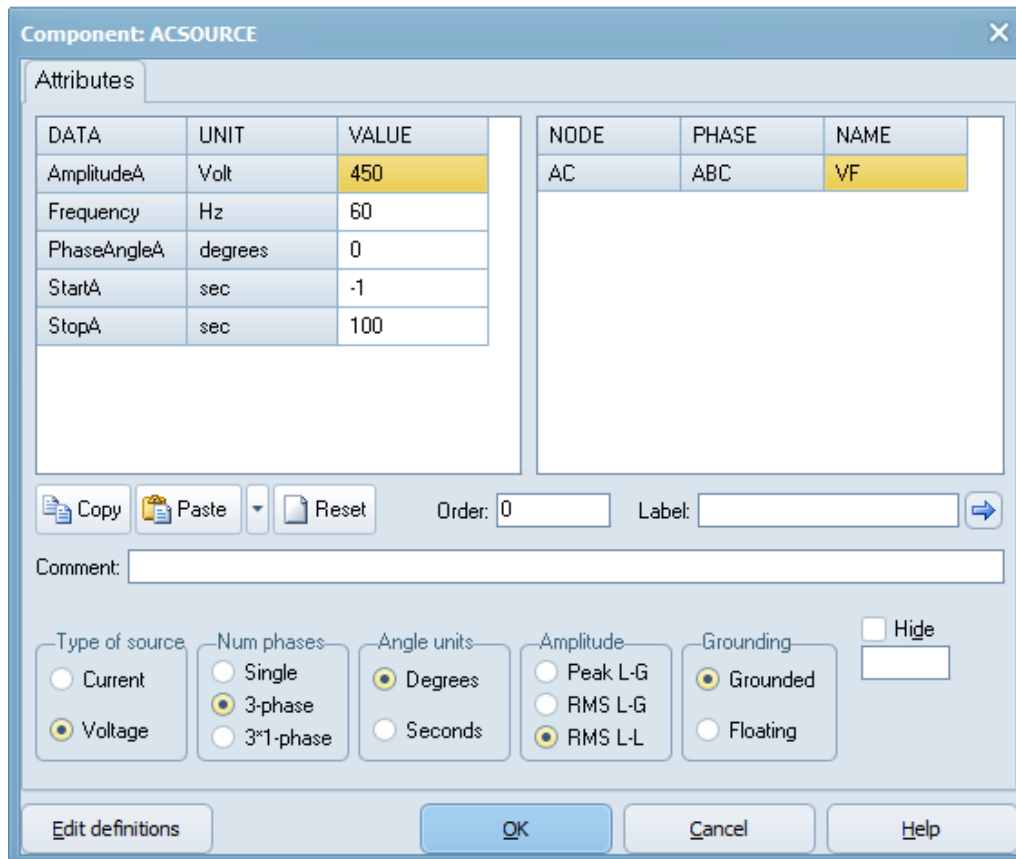 Component: ACSOURCE
Attributes
DATA UNIT VALUE
AmplitudeA Volt 450
Frequency Hz 60
PhaseAngleA degrees 0
StartA sec -1
StopA sec 100
NODE PHASE NAME
AC ABC VF
Copy Paste Reset Order: 0 Label:
Comment:
Type of source
Current
Voltage
Num phases
Single
3-phase
3*1-phase
Angle units
Degrees
Seconds
Amplitude
Peak L-G
RMS L-G
RMS L-L
Grounding
Grounded
Floating
Hide
Edit definitions OK Cancel Help